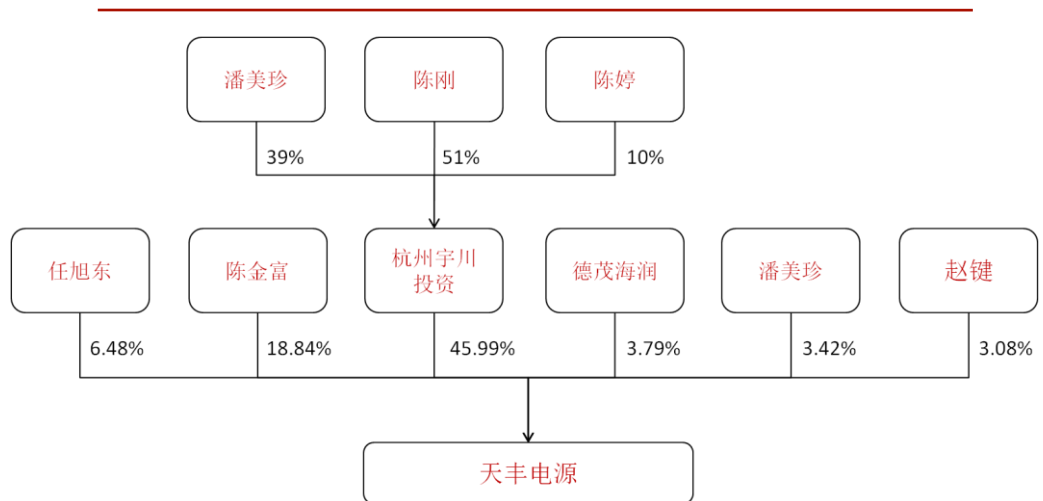 潘美珍
陈刚
陈婷
39%
51%
10%
任旭东
陈金富
杭州宇川
投资
德茂海润
潘美珍
赵键
6.48%
18.84%
45.99%
3.79%
3.42%
3.08%
天丰电源